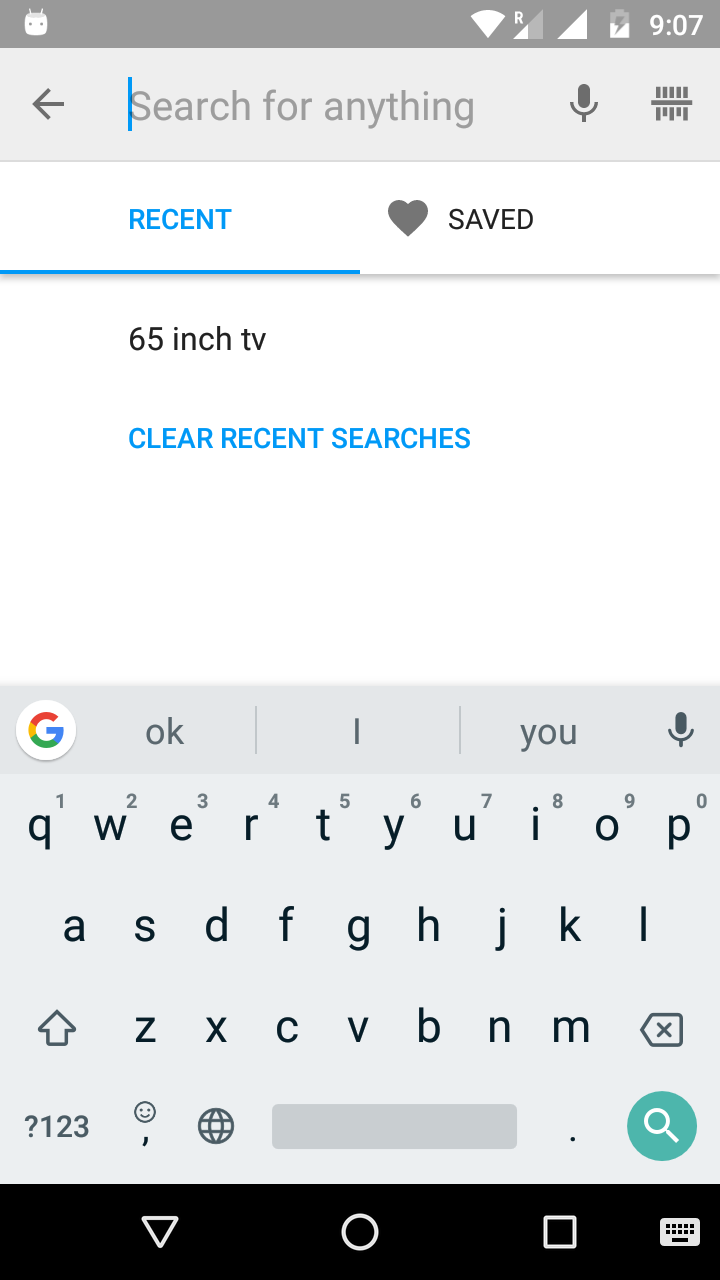 R 9:07
Search for anything
RECENT SAVED
65 inch tv
CLEAR RECENT SEARCHES
ok I you
q1 w2 e3 r4 t5 y6 u7 i8 o9 p0
a s d f g h j k l
z x c v b n m
?123 , .